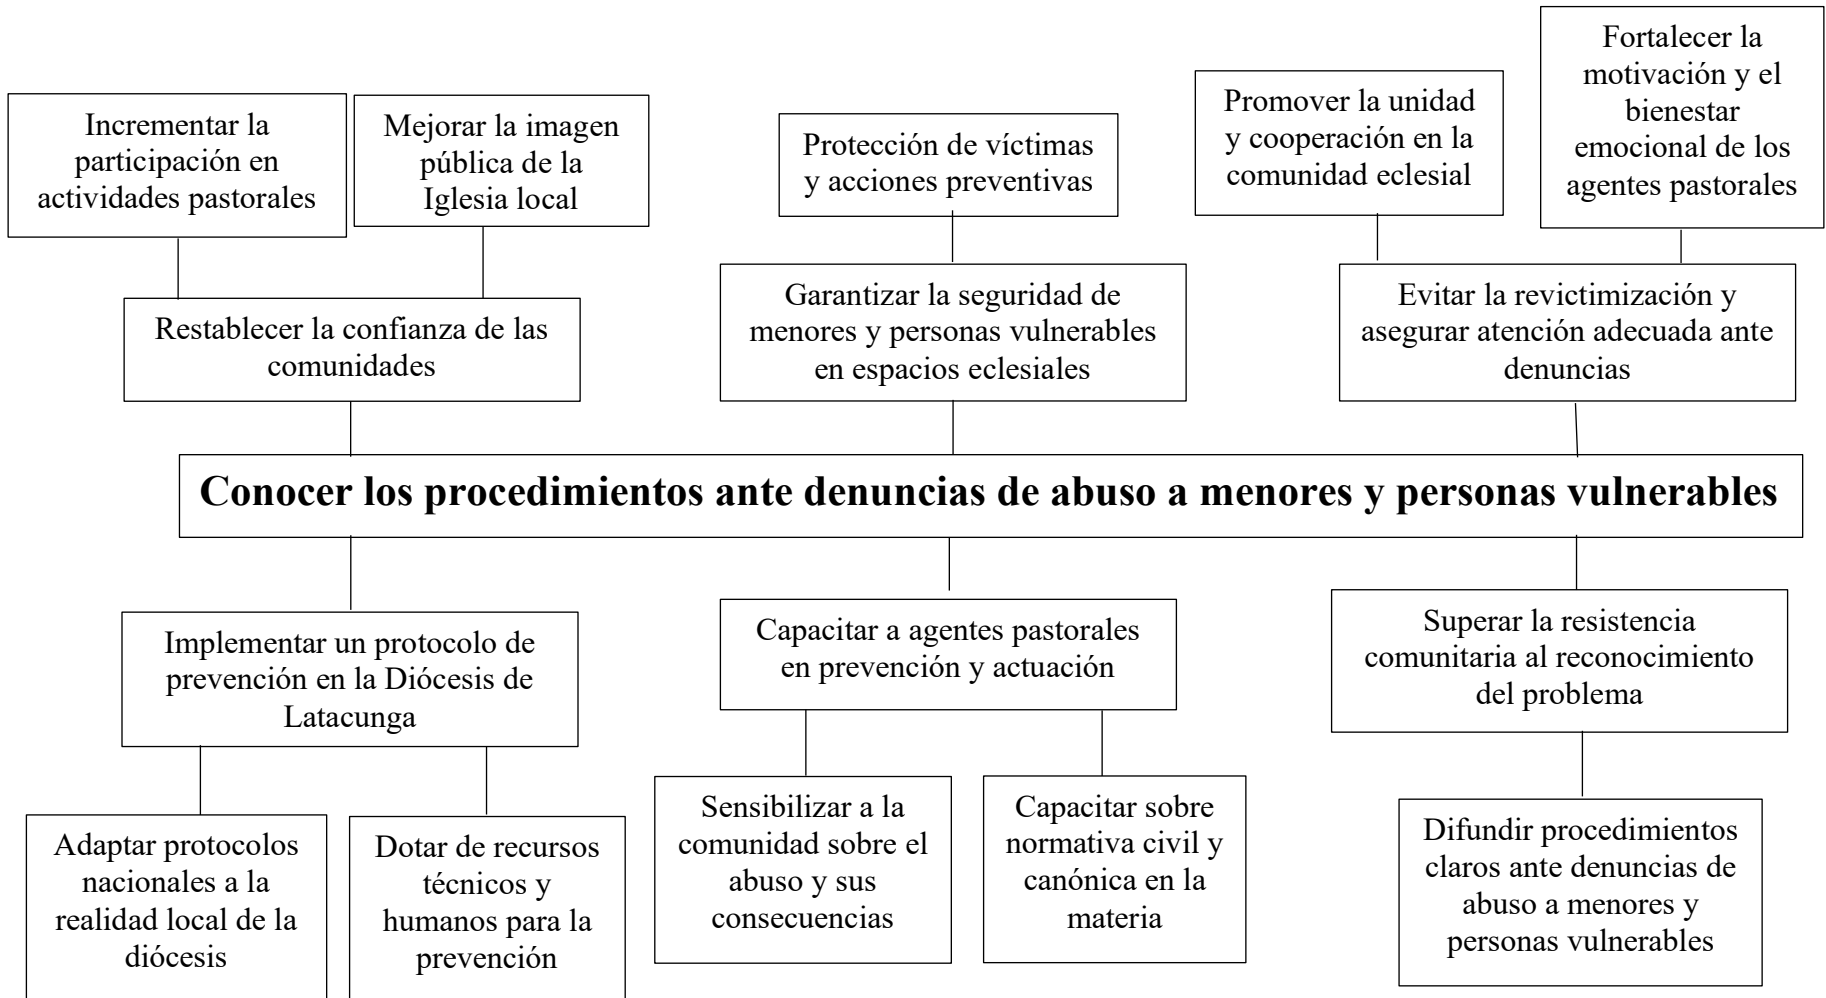 Incrementar la
participación en
actividades pastorales
Mejorar la imagen
pública de la
Iglesia local
Protección de víctimas
y acciones preventivas
Promover la unidad
y cooperación en la
comunidad eclesial
Fortalecer la
motivación y el
bienestar
emocional de los
agentes pastorales
Restablecer la confianza de las
comunidades
Garantizar la seguridad de
menores y personas vulnerables
en espacios eclesiales
Evitar la revictimización y
asegurar atención adecuada ante
denuncias
Conocer los procedimientos ante denuncias de abuso a menores y personas vulnerables
Implementar un protocolo de
prevención en la Diócesis de
Latacunga
Capacitar a agentes pastorales
en prevención y actuación
Superar la resistencia
comunitaria al reconocimiento
del problema
Adaptar protocolos
nacionales a la
realidad local de la
diócesis
Dotar de recursos
técnicos y
humanos para la
prevención
Sensibilizar a la
comunidad sobre el
abuso y sus
consecuencias
Capacitar sobre
normativa civil y
canónica en la
materia
Difundir procedimientos
claros ante denuncias de
abuso a menores y
personas vulnerables